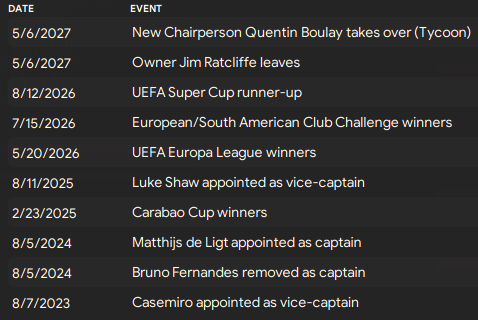 DATE EVENT
5/6/2027 New Chairperson Quentin Boulay takes over (Tycoon)
5/6/2027 Owner Jim Ratcliffe leaves
8/12/2026 UEFA Super Cup runner-up
7/15/2026 European/South American Club Challenge winners
5/20/2026 UEFA Europa League winners
8/11/2025 Luke Shaw appointed as vice-captain
2/23/2025 Carabao Cup winners
8/5/2024 Matthijs de Ligt appointed as captain
8/5/2024 Bruno Fernandes removed as captain
8/7/2023 Casemiro appointed as vice-captain